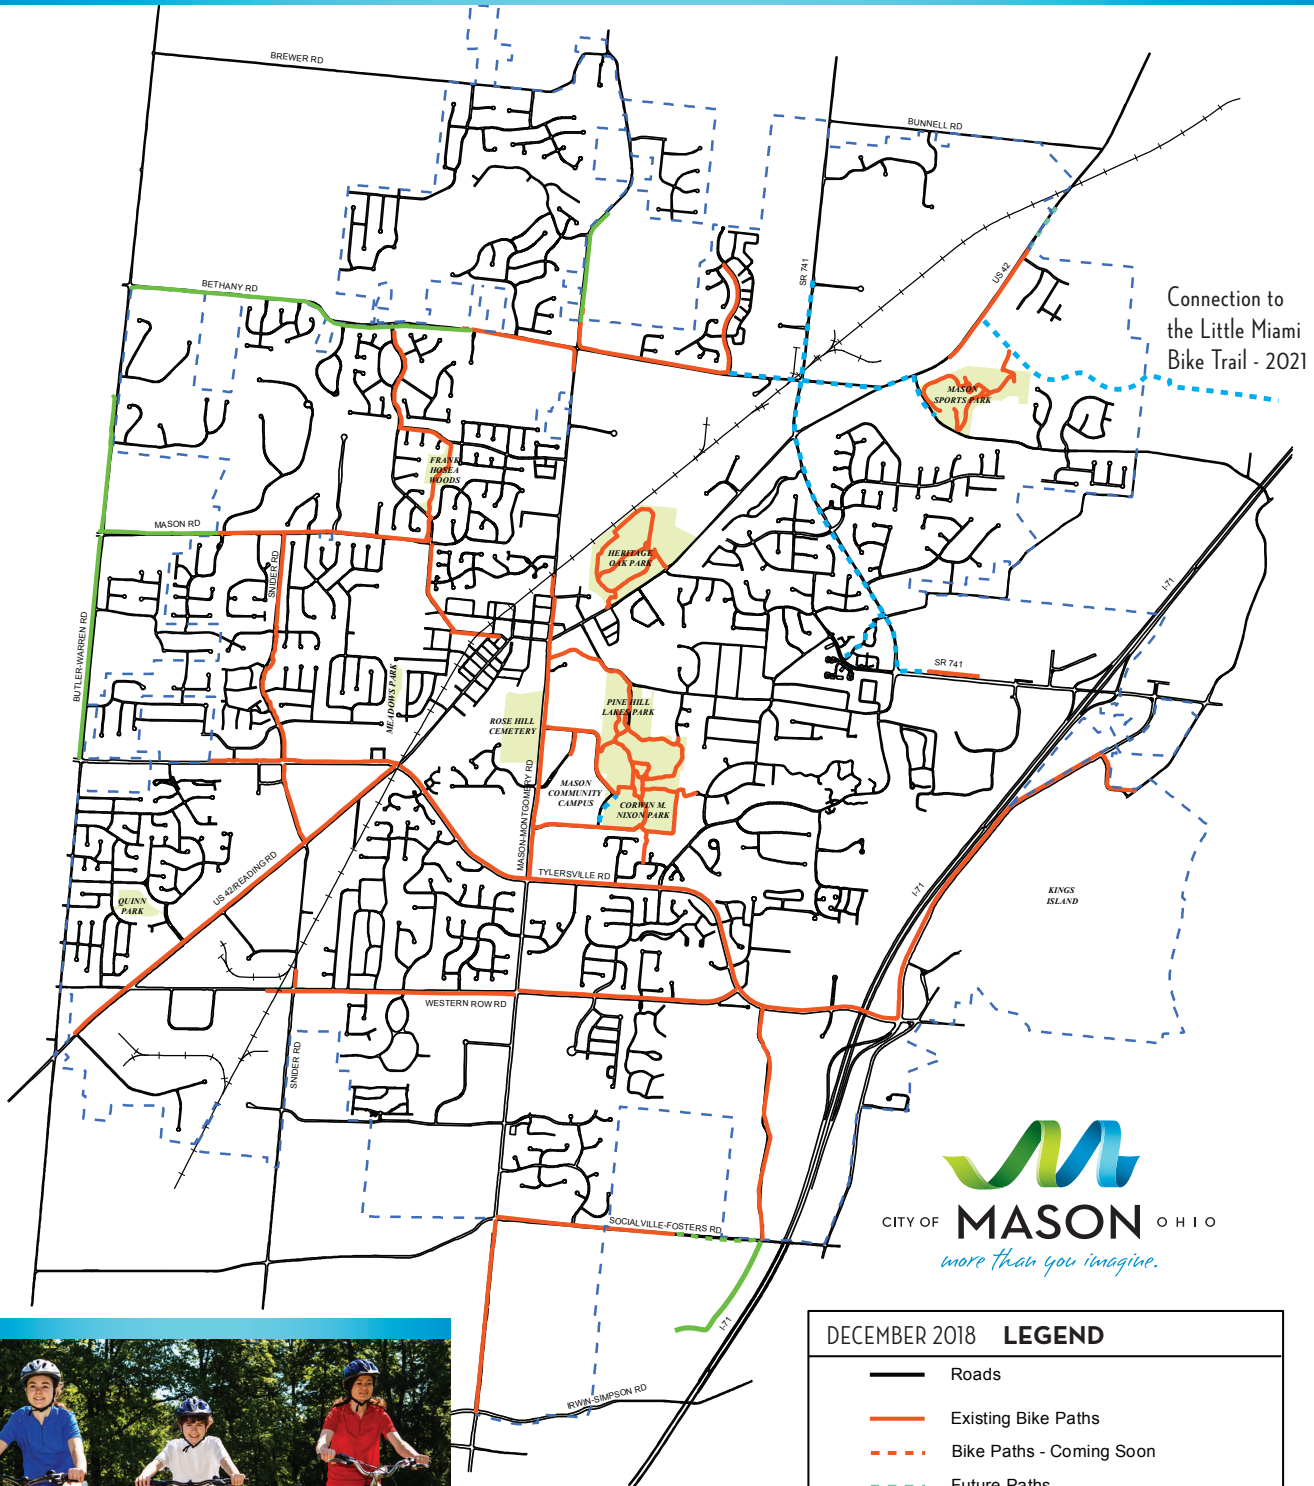 BREWER RD
BUNNELL RD
SR 741
US 42
BETHANY RD
Connection to
the Little Miami
Bike Trail - 2021
MASON
SPORTS PARK
FRANK
HOSEA
WOODS
MASON RD
HERITAGE
OAK PARK
SNIDER RD
I-71
BUTLER-WARREN RD
SR 741
MEADOWS PARK
PINE HILL
LAKES PARK
ROSE HILL
CEMETERY
MASON-MONTGOMERY RD
MASON
COMMUNITY
CAMPUS
CORWIN M.
NIXON PARK
TYLERSVILLE RD
US 42/READING RD
I-71
KINGS
ISLAND
QUINN
PARK
WESTERN ROW RD
SNIDER RD
CITY OF MASON OHIO
more than you imagine.
SOCIALVILLE-FOSTERS RD
I-71
IRWIN-SIMPSON RD
DECEMBER 2018 LEGEND
Roads
Existing Bike Paths
Bike Paths - Coming Soon
Future Paths